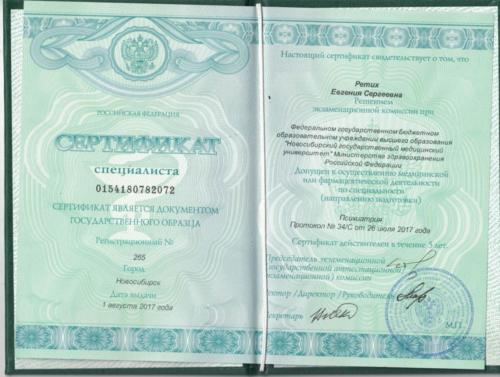 РОССИЙСКАЯ ФЕДЕРАЦИЯ
СЕРТИФИКАТ
специалиста
0154180782072
СЕРТИФИКАТ ЯВЛЯЕТСЯ ДОКУМЕНТОМ
ГОСУДАРСТВЕННОГО ОБРАЗЦА
Регистрационный №
265
Город
Новосибирск
Дата выдачи
1 августа 2017 года
Настоящий сертификат свидетельствует о том, что
Ретих
Евгения Сергеевна
Решением
экзаменационной комиссии при
Федеральном государственном бюджетном
образовательном учреждении высшего образования
"Новосибирский государственный медицинский
университет" Министерства здравоохранения
Российской Федерации
Допущен к осуществлению медицинской
или фармацевтической деятельности
по специальности
(направлению подготовки)
Психиатрия
Протокол № 34/С от 26 июля 2017 года
Сертификат действителен в течение 5 лет.
Председатель экзаменационной
(государственной аттестационной)
(экзаменационной) комиссии
Ректор /Директор /Руководитель
Секретарь
М.П.